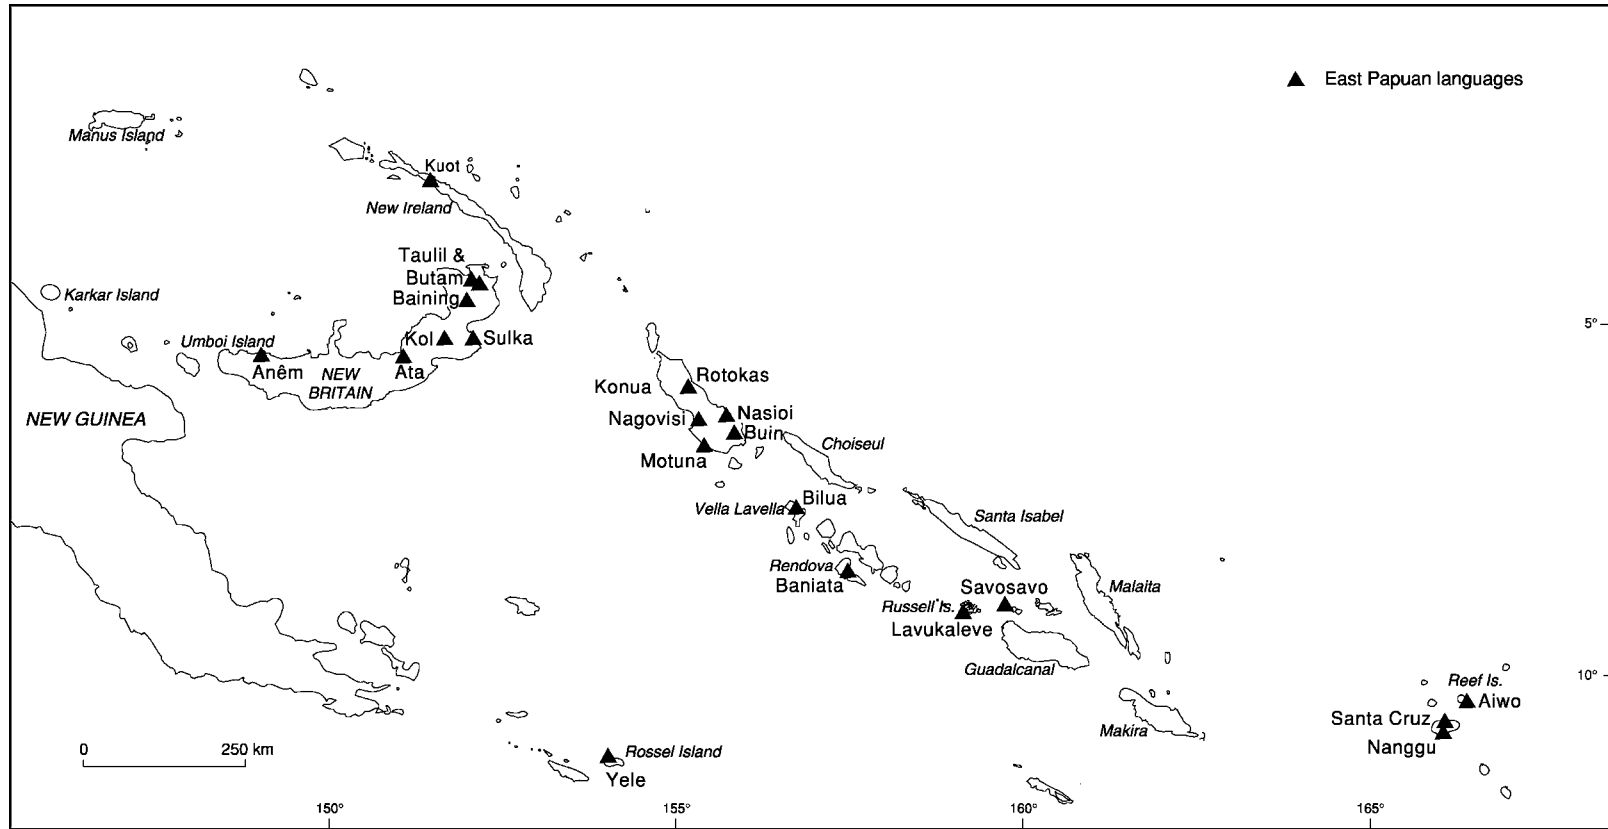 East Papuan languages
Manus Island
Kuot
New Ireland
Taulil &
Butam
Baining
Karkar Island
Umboi Island
Kol
Sulka
Anêm
NEW
BRITAIN
Ata
NEW GUINEA
5°
Konua
Rotokas
Nagovisi
Nasioi
Buin
Motuna
Choiseul
Vella Lavella
Bilua
Santa Isabel
Rendova
Baniata
Savosavo
Russell Is.
Lavukaleve
Malaita
Guadalcanal
10°
Reef Is.
Aiwo
Santa Cruz
Nanggu
Makira
0 250 km
Rossel Island
Yele
150° 155° 160° 165°